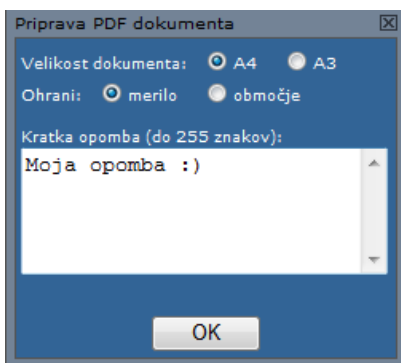 Priprava PDF dokumenta
Velikost dokumenta: A4 A3
Ohrani: merilo območje
Kratka opomba (do 255 znakov):
Moja opomba :)
OK